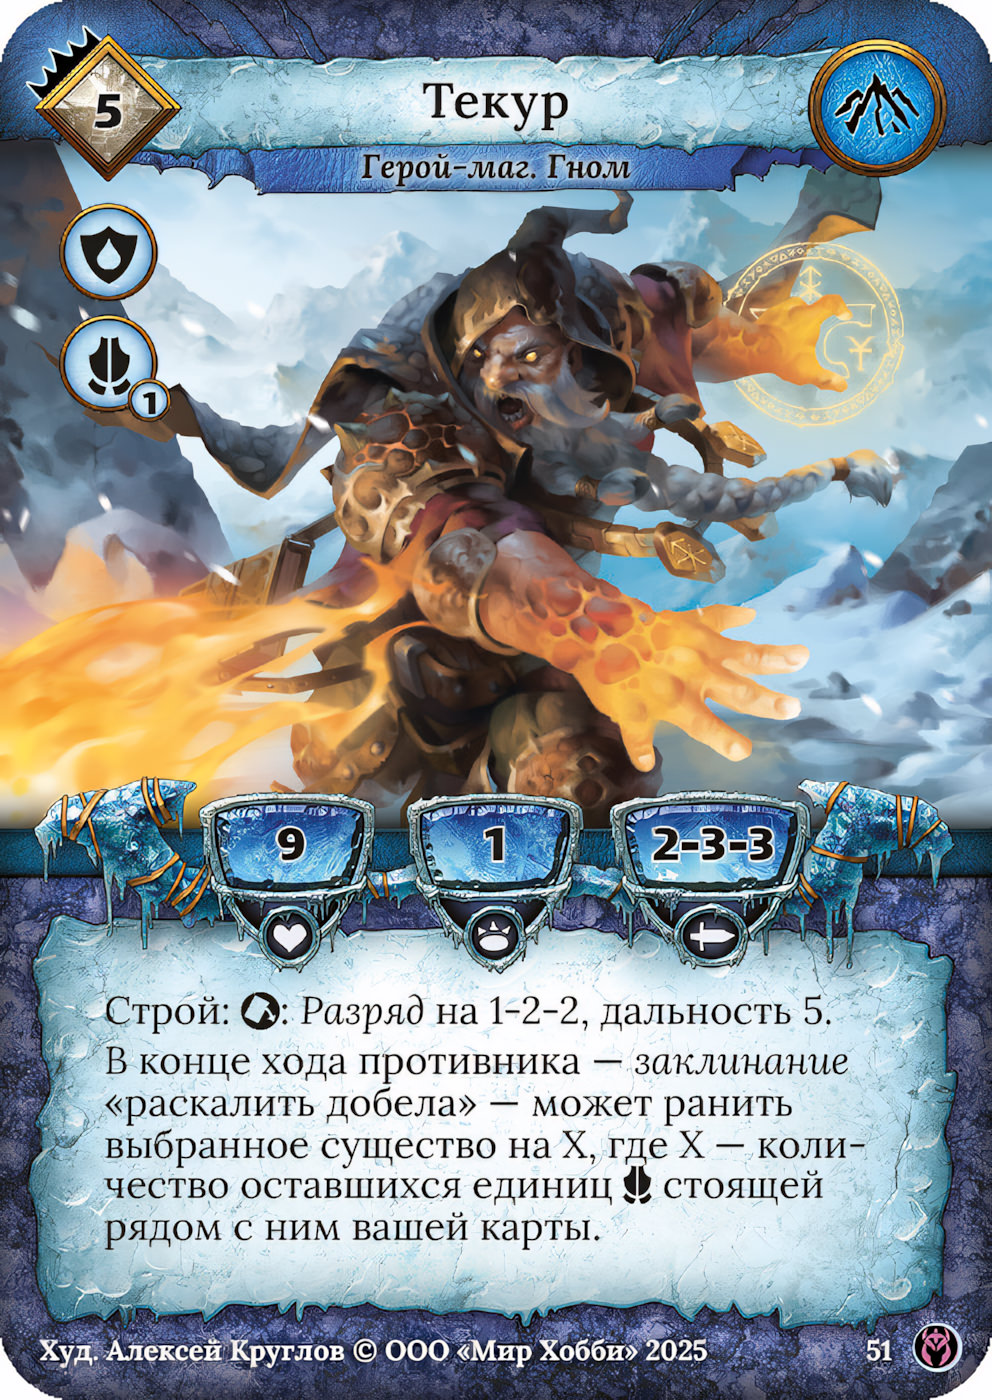 5
Текур
Герой-маг. Гном
1
9
1
2-3-3
Строй: : Разряд на 1-2-2, дальность 5.
В конце хода противника — заклинание
«раскалить добела» — может ранить
выбранное существо на X, где X — коли-
чество оставшихся единиц стоящей
рядом с ним вашей карты.
Худ. Алексей Круглов © ООО «Мир Хобби» 2025
51